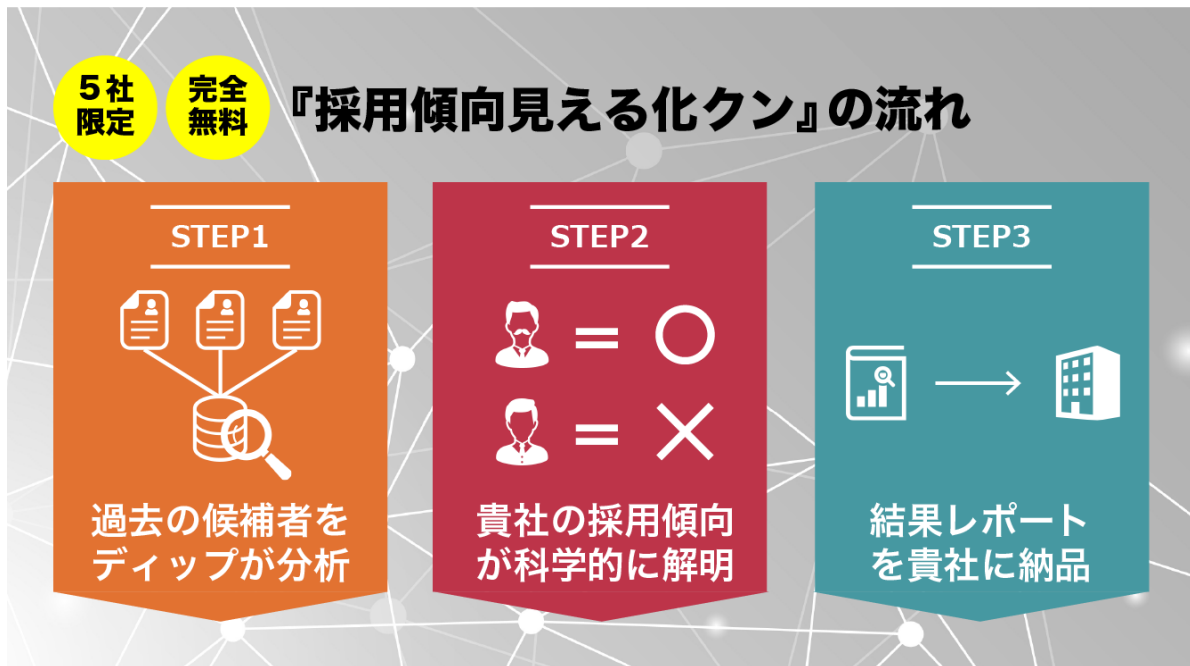 ５社
限定
完全
無料
『採用傾向見える化クン』の流れ
STEP1
過去の候補者を
ディップが分析
STEP2
貴社の採用傾向
が科学的に解明
STEP3
結果レポート
を貴社に納品